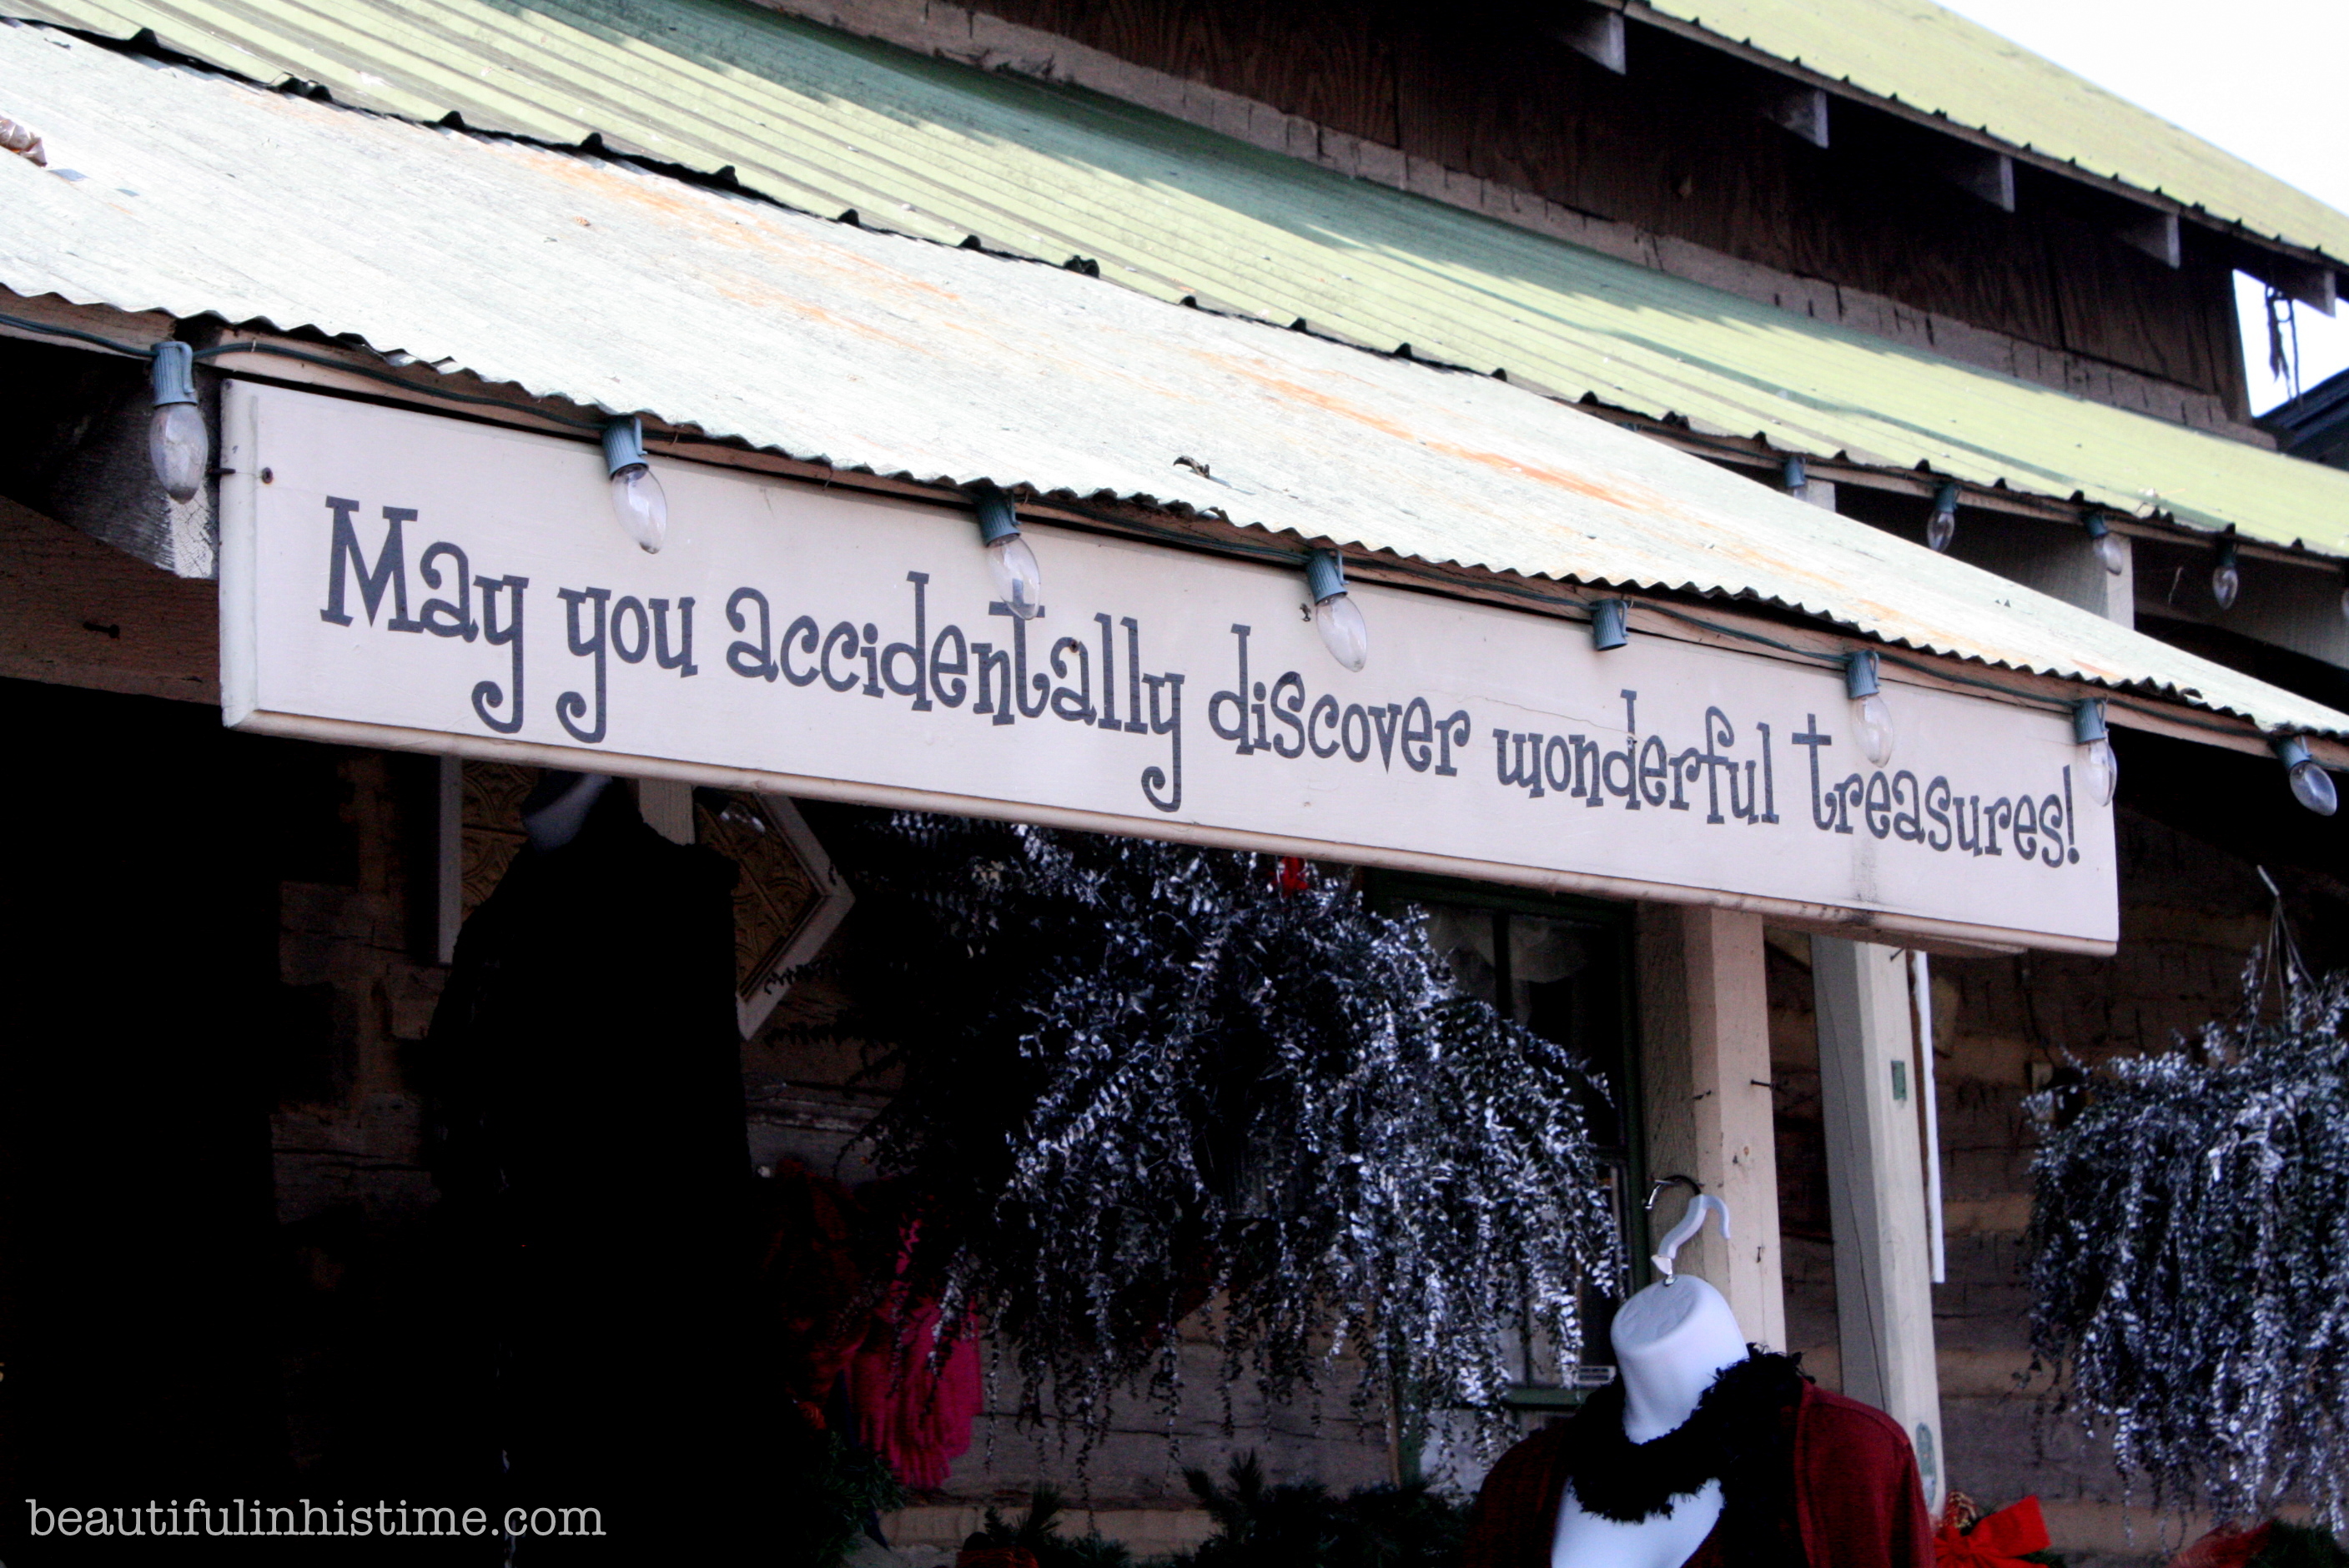 May you accidentally discover wonderful treasures!
beautifulinhistime.com